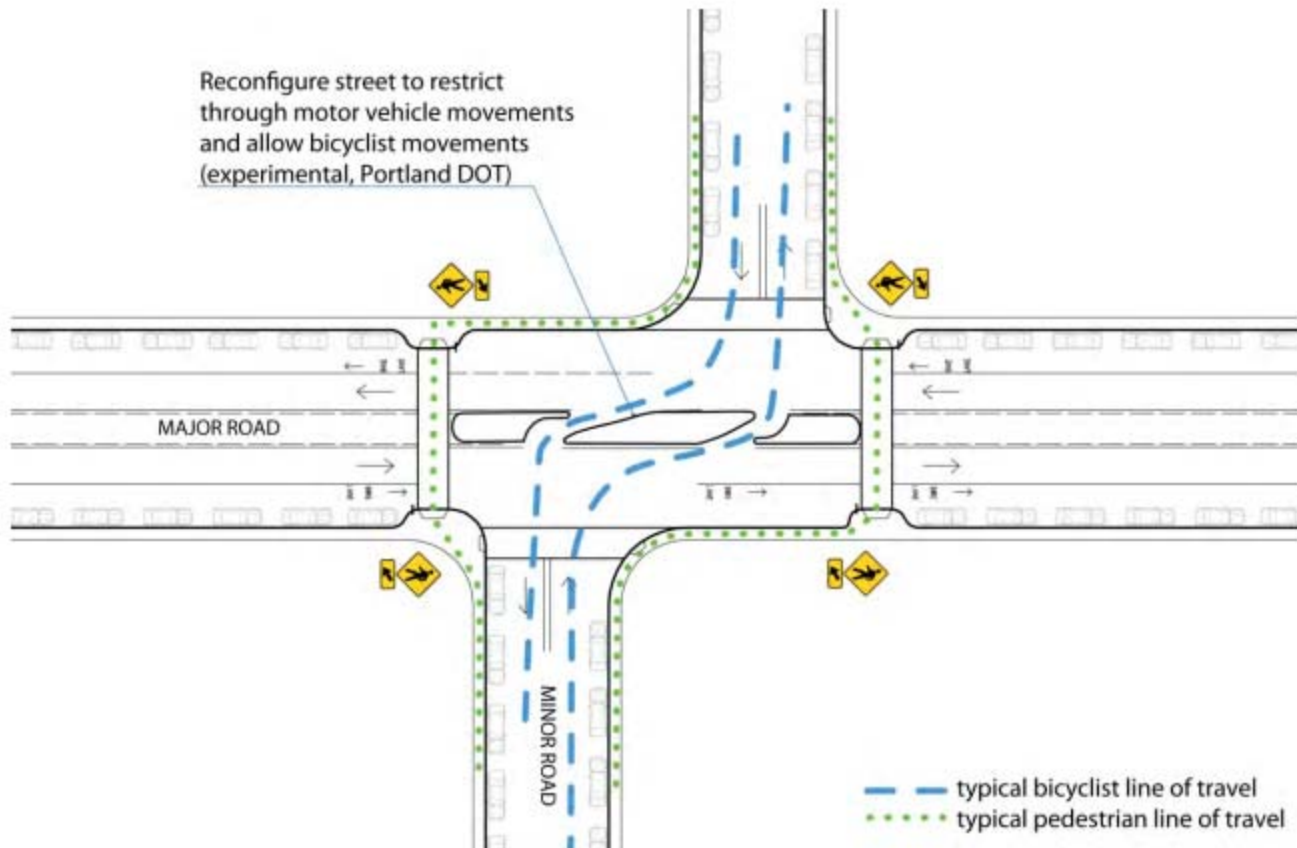 Reconfigure street to restrict
through motor vehicle movements
and allow bicyclist movements
(experimental, Portland DOT)
MAJOR ROAD
MINOR ROAD
typical bicyclist line of travel
typical pedestrian line of travel